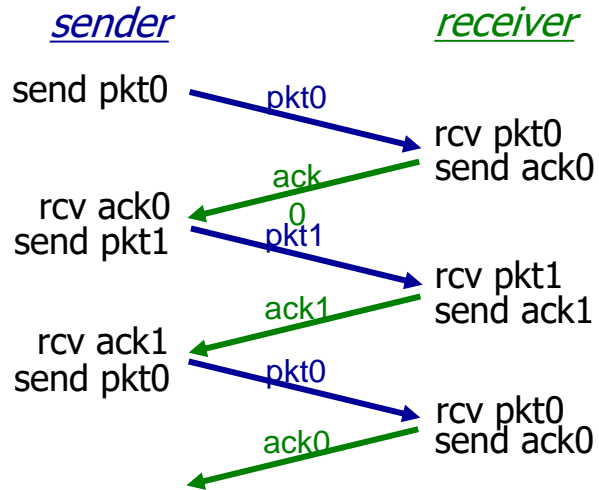 sender
receiver
send pkt0
pkt0
rcv pkt0
send ack0
ack
0
rcv ack0
send pkt1
pkt1
rcv pkt1
send ack1
ack1
rcv ack1
send pkt0
pkt0
rcv pkt0
send ack0
ack0